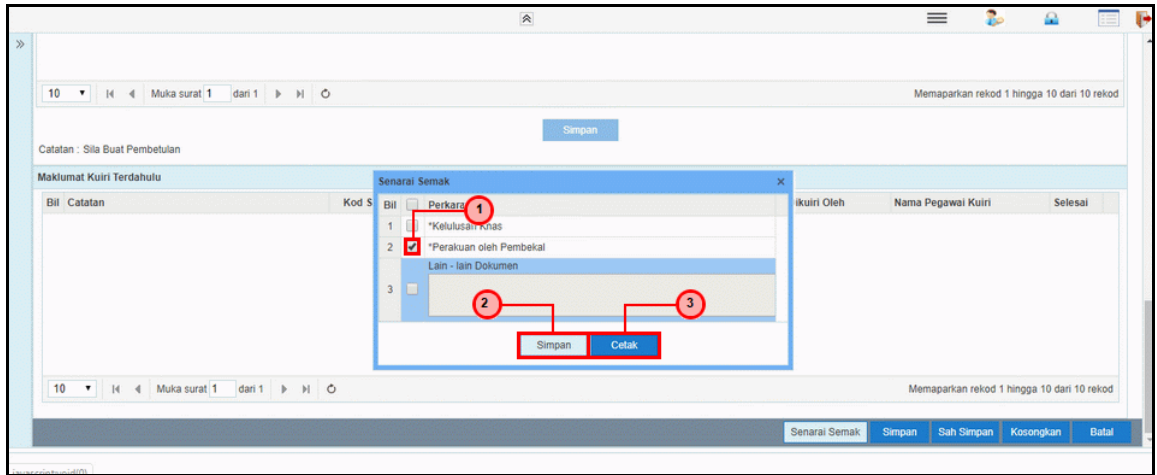 10 Muka surat 1 dari 1 Memaparkan rekod 1 hingga 10 dari 10 rekod
Simpan
Catatan : Sila Buat Pembetulan
Maklumat Kuiri Terdahulu
Bil Catatan Kod S ikuiri Oleh Nama Pegawai Kuiri Selesai
Senarai Semak ×
Bil Perkara 1
1 *Kelulusan Khas
2 *Perakuan oleh Pembekal
Lain - lain Dokumen
3
2 3
Simpan Cetak
10 Muka surat 1 dari 1 Memaparkan rekod 1 hingga 10 dari 10 rekod
Senarai Semak Simpan Sah Simpan Kosongkan Batal